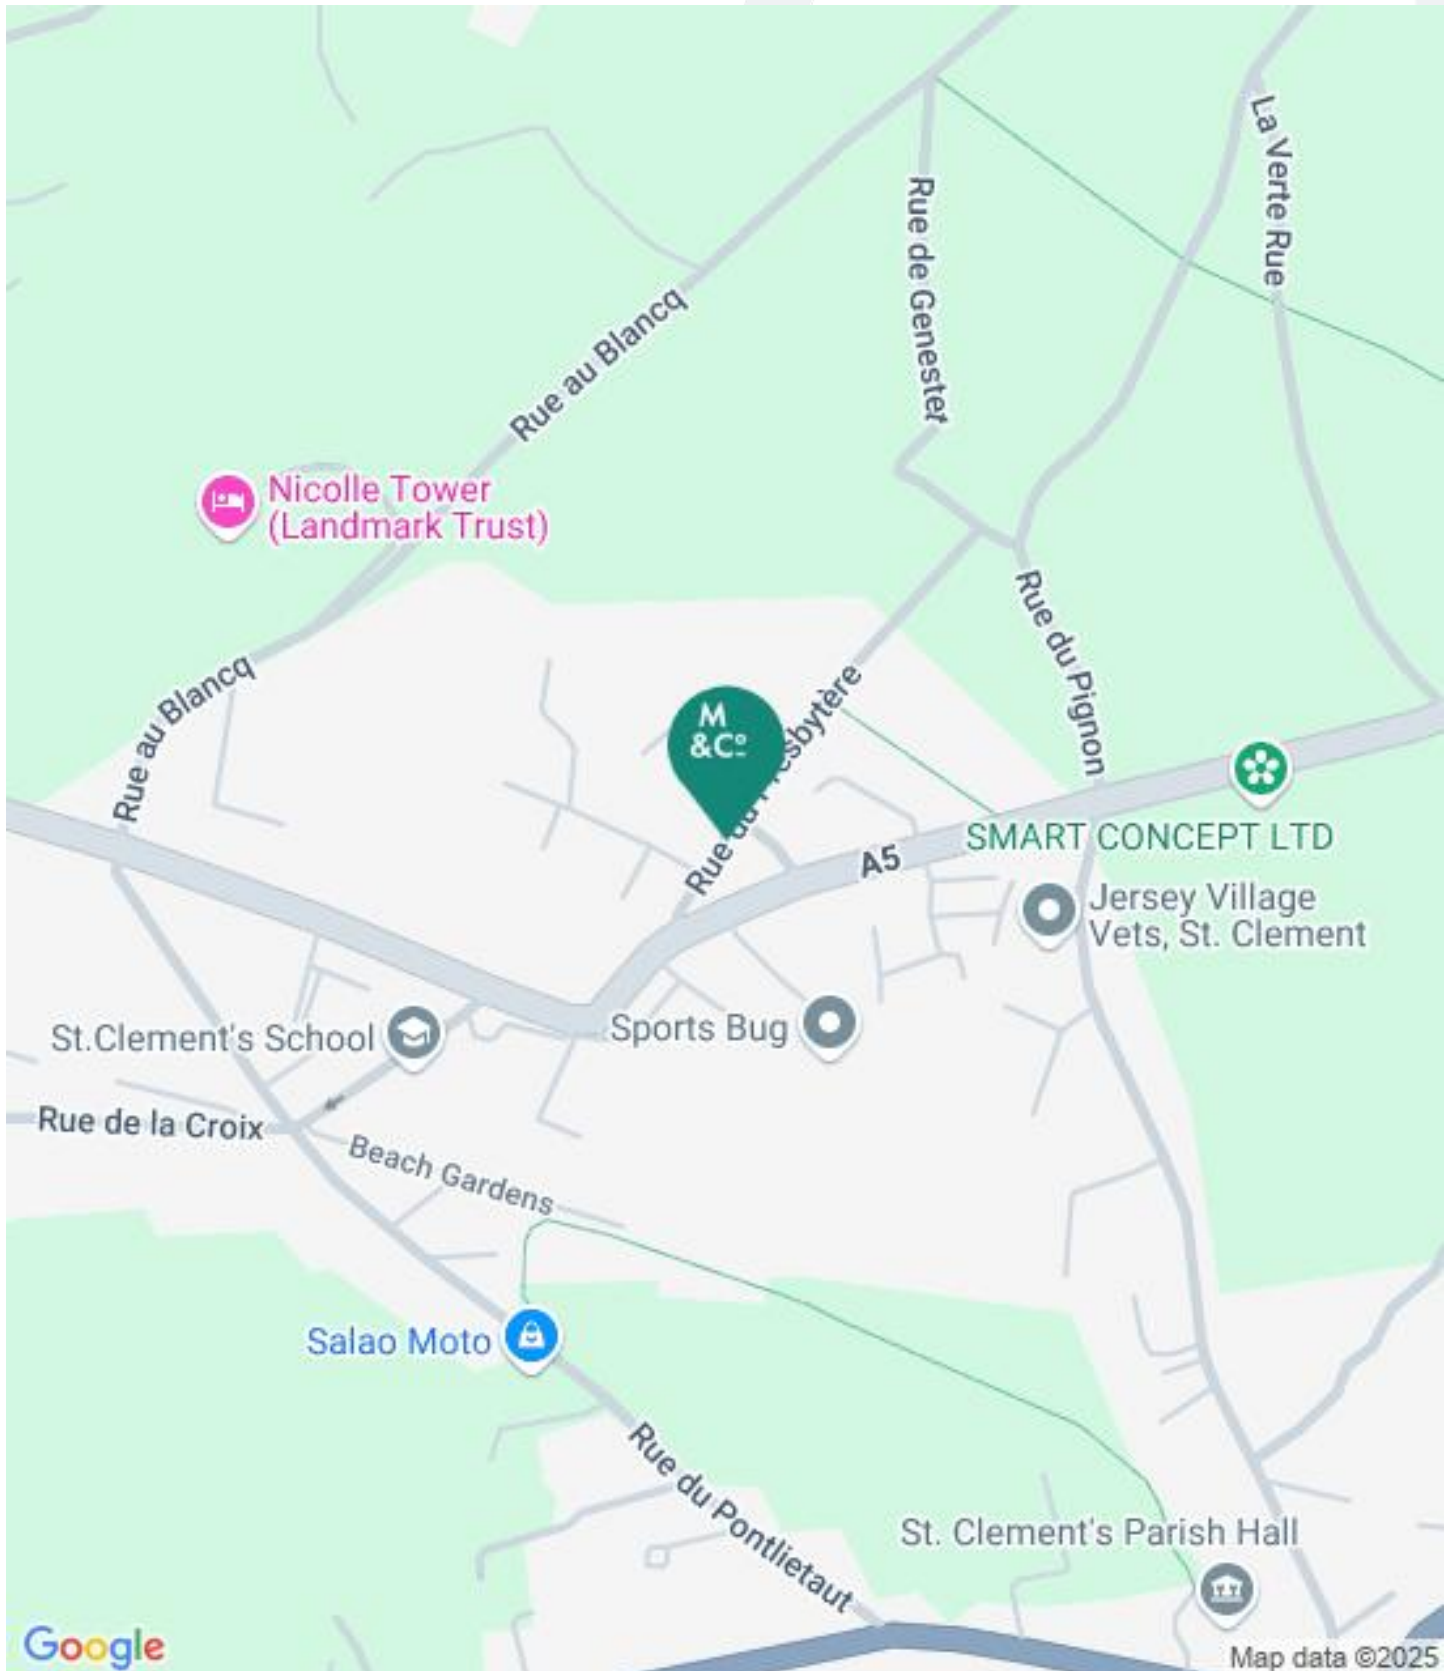 La Verte Rue
Rue de Genestet
Rue au Blancq
Nicolle Tower
(Landmark Trust)
Rue du Pignon
Rue au Blancq
M
&Co
Rue du Presbytère
SMART CONCEPT LTD
A5
Jersey Village
Vets, St. Clement
St.Clement's School
Sports Bug
Rue de la Croix
Beach Gardens
Salao Moto
Rue du Pontlietaut
St. Clement's Parish Hall
Google
Map data ©2025